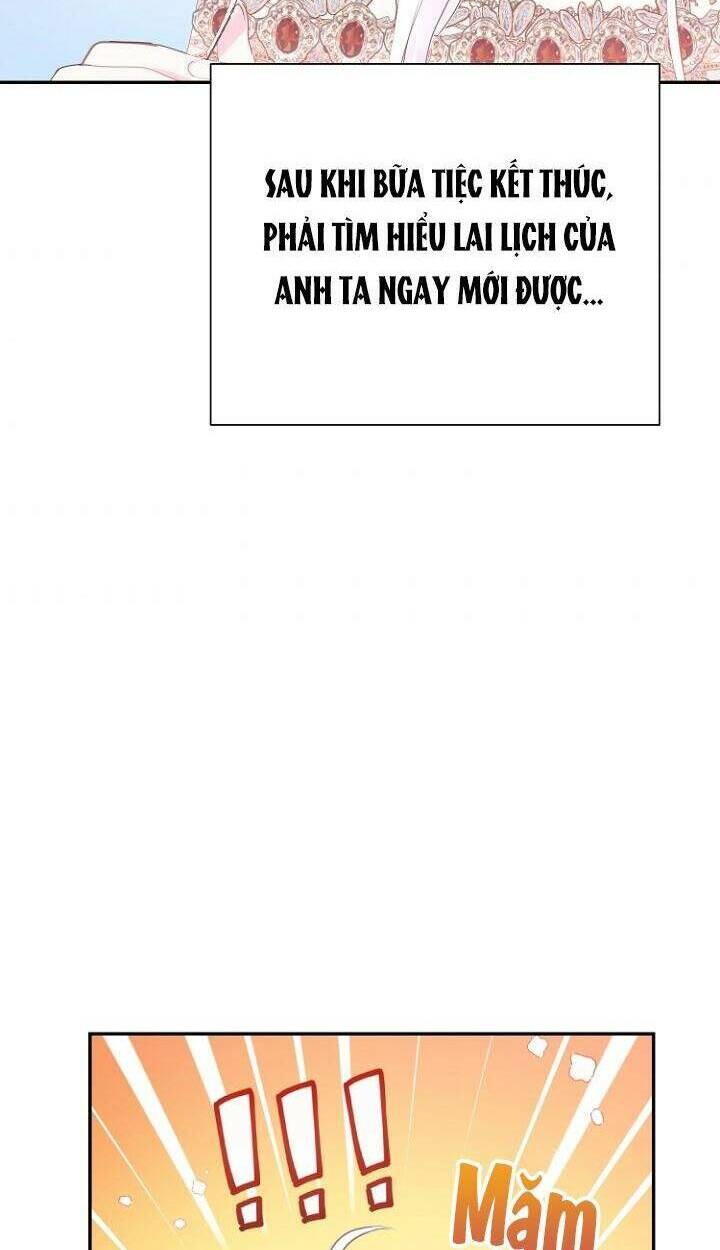 SAU KHI BỮA TIỆC KẾT THÚC,
PHẢI TÌM HIỂU LAI LỊCH CỦA
ANH TA NGAY MỚI ĐƯỢC...
!!!
Măm